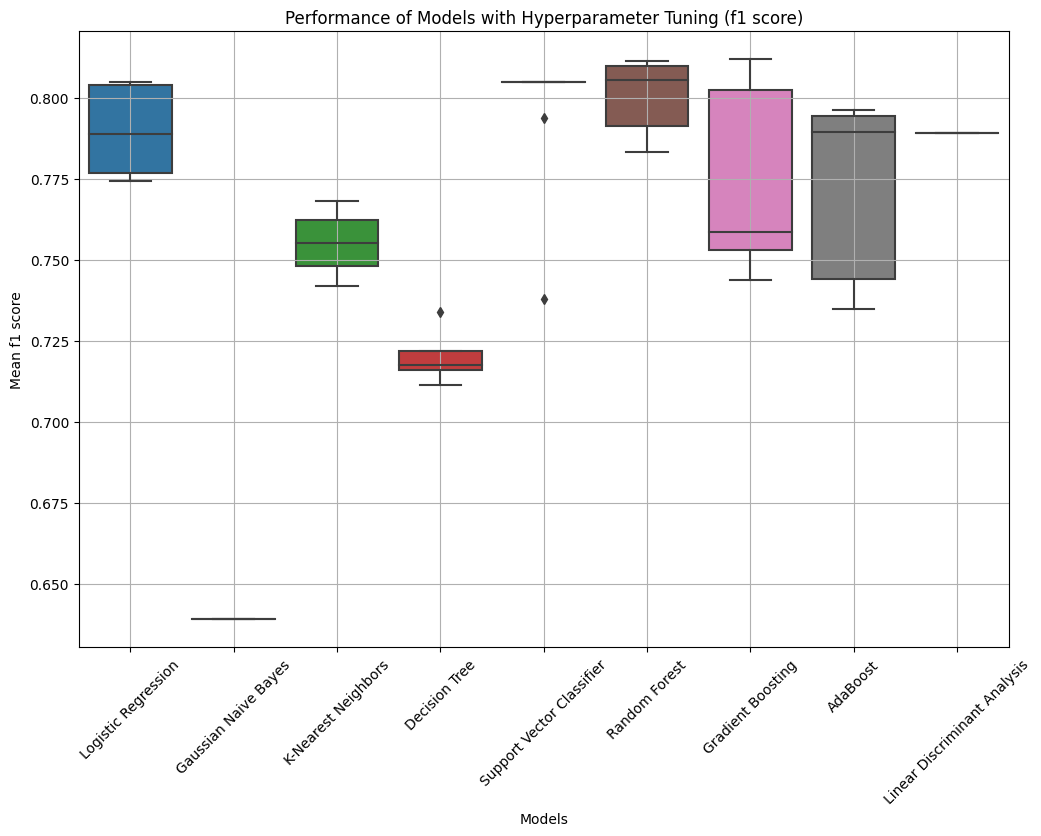 Performance of Models with Hyperparameter Tuning (f1 score)
Mean f1 score
0.800
0.775
0.750
0.725
0.700
0.675
0.650
Logistic Regression
Gaussian Naive Bayes
K-Nearest Neighbors
Decision Tree
Support Vector Classifier
Random Forest
Gradient Boosting
AdaBoost
Linear Discriminant Analysis
Models